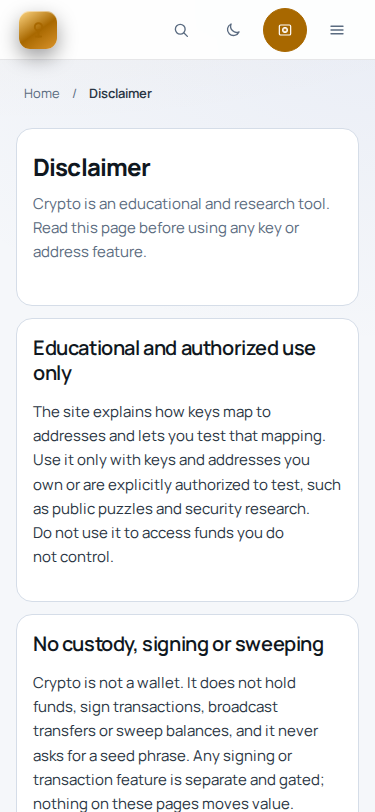 Home / Disclaimer
Disclaimer
Crypto is an educational and research tool.
Read this page before using any key or
address feature.
Educational and authorized use
only
The site explains how keys map to
addresses and lets you test that mapping.
Use it only with keys and addresses you
own or are explicitly authorized to test, such
as public puzzles and security research.
Do not use it to access funds you do
not control.
No custody, signing or sweeping
Crypto is not a wallet. It does not hold
funds, sign transactions, broadcast
transfers or sweep balances, and it never
asks for a seed phrase. Any signing or
transaction feature is separate and gated;
nothing on these pages moves value.